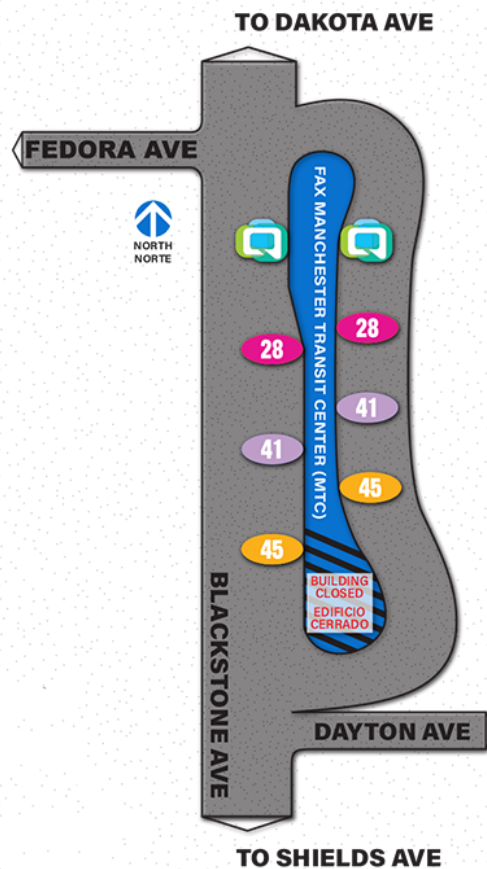 TO DAKOTA AVE
FEDORA AVE
NORTH
NORTE
FAX MANCHESTER TRANSIT CENTER (MTC)
28
28
41
41
45
45
BUILDING
CLOSED
EDIFICIO
CERRADO
BLACKSTONE AVE
DAYTON AVE
TO SHIELDS AVE